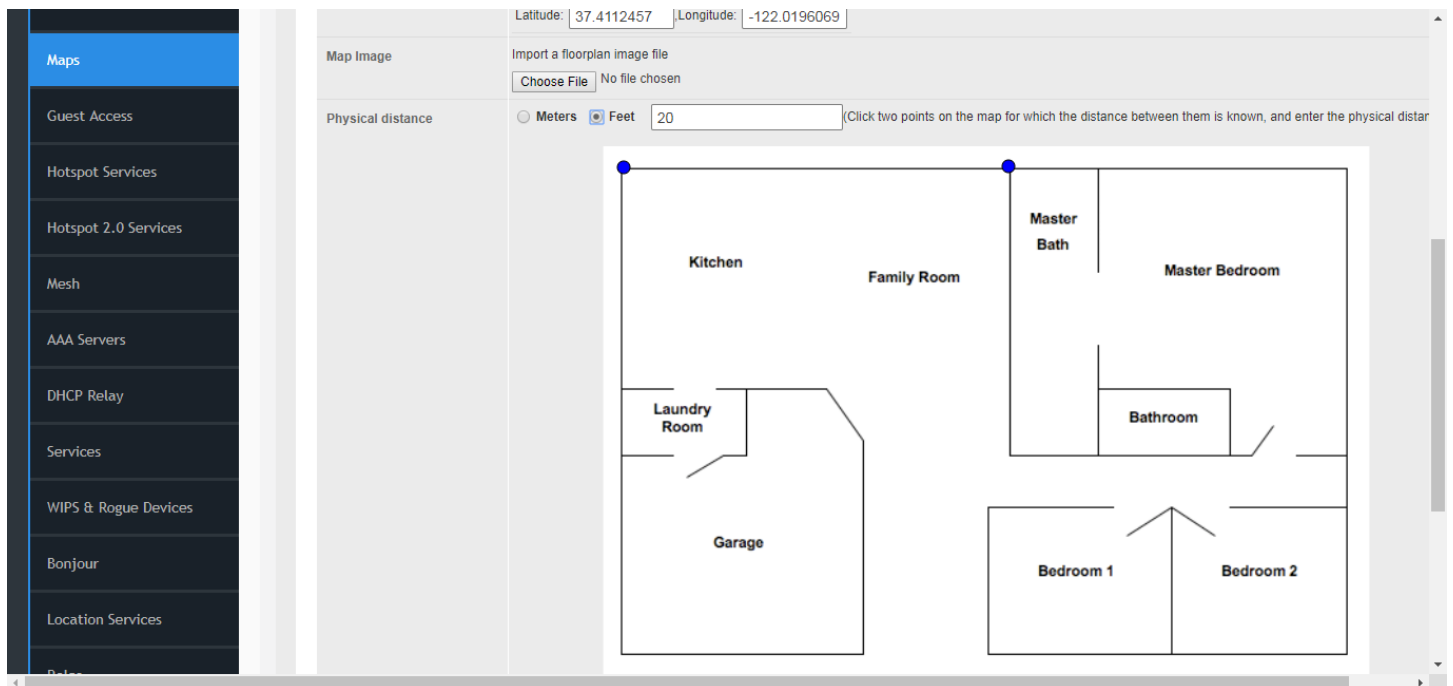 Latitude: 37.4112457 ,Longitude: -122.0196069
Maps
Map Image
Import a floorplan image file
Choose File No file chosen
Guest Access
Physical distance
Meters Feet 20 (Click two points on the map for which the distance between them is known, and enter the physical
Hotspot Services
Hotspot 2.0 Services
Mesh
AAA Servers
DHCP Relay
Services
WIPS & Rogue Devices
Bonjour
Location Services
Kitchen
Family Room
Master
Bath
Master Bedroom
Laundry
Room
Bathroom
Garage
Bedroom 1
Bedroom 2